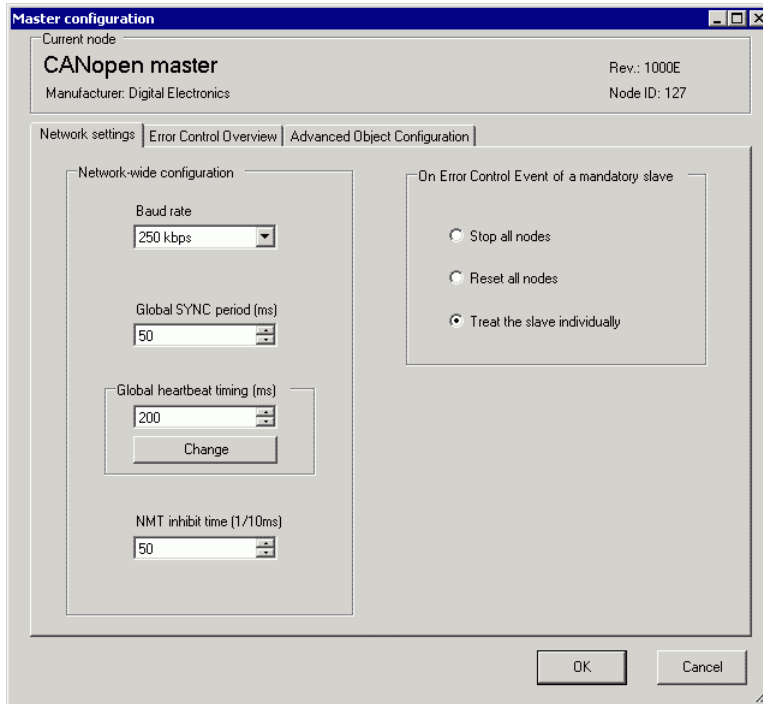 Master configuration
Current node
CANopen master
Rev.: 1000E
Manufacturer: Digital Electronics
Node ID: 127
Network settings
Error Control Overview
Advanced Object Configuration
Network-wide configuration
Baud rate
250 kbps
Global SYNC period (ms)
50
Global heartbeat timing (ms)
200
Change
NMT inhibit time (1/10ms)
50
On Error Control Event of a mandatory slave
Stop all nodes
Reset all nodes
Treat the slave individually
OK
Cancel